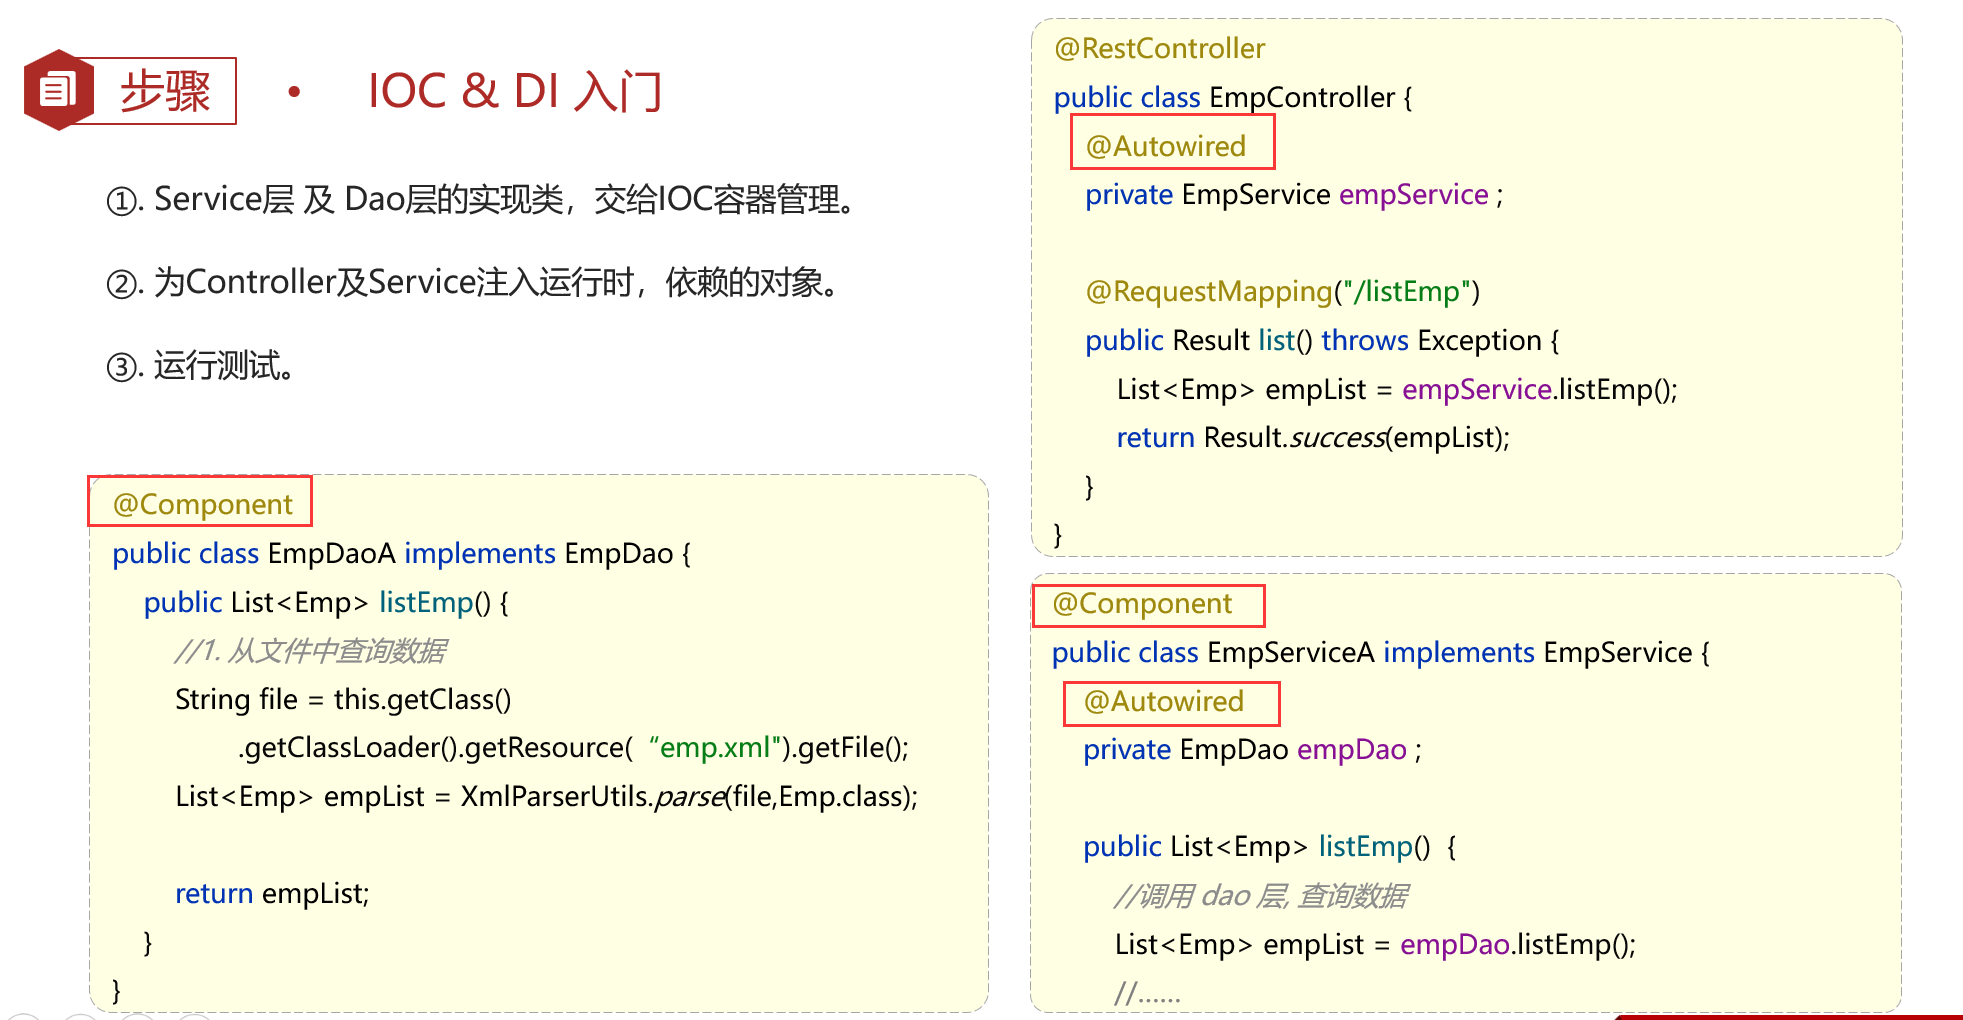 步骤
• IOC & DI 入门
①. Service层 及 Dao层的实现类，交给IOC容器管理。
②. 为Controller及Service注入运行时，依赖的对象。
③. 运行测试。
@Component
public class EmpDaoA implements EmpDao {
public List<Emp> listEmp() {
//1. 从文件中查询数据
String file = this.getClass()
.getClassLoader().getResource( “emp.xml").getFile();
List<Emp> empList = XmlParserUtils.parse(file,Emp.class);
return empList;
}
}
@RestController
public class EmpController {
@Autowired
private EmpService empService ;
@RequestMapping("/listEmp")
public Result list() throws Exception {
List<Emp> empList = empService.listEmp();
return Result.success(empList);
}
}
@Component
public class EmpServiceA implements EmpService {
@Autowired
private EmpDao empDao ;
public List<Emp> listEmp() {
//调用 dao 层, 查询数据
List<Emp> empList = empDao.listEmp();
//......